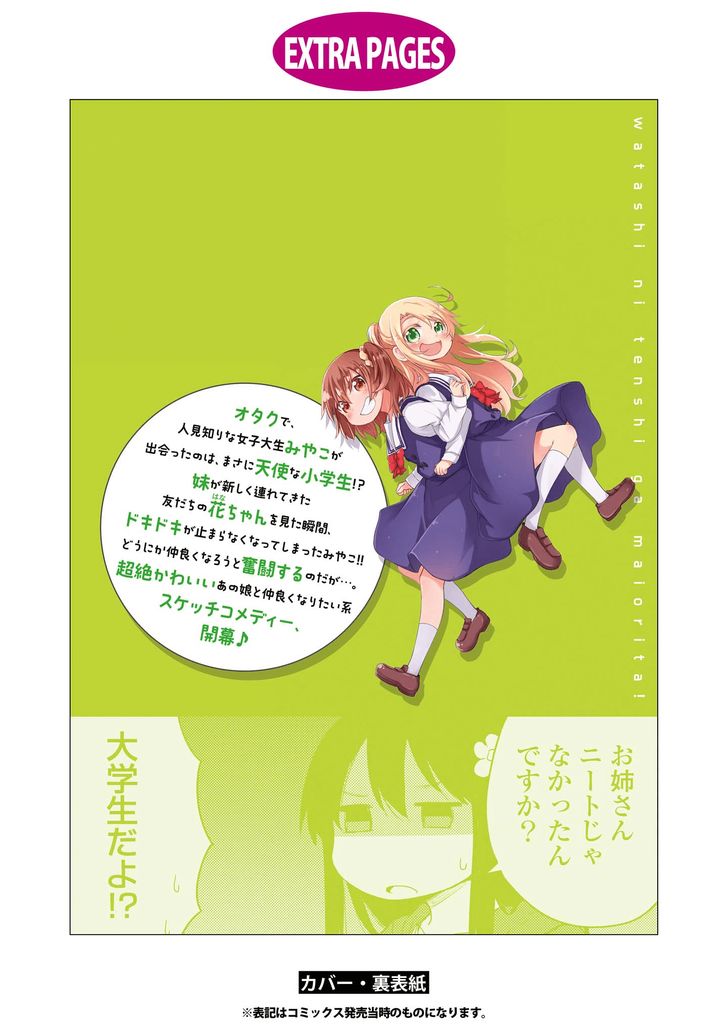 EXTRA PAGES
watashi ni tenshi ga maiorita!
オタクで、
人見知りな女子大生みやこが
出会ったのは、まさに天使な小学生!?
妹が新しく連れてきた
友だちの花ちゃんを見た瞬間、
はな
ドキドキが止まらなくなってしまったみやこ!!
どうにか仲良くなろうと奮闘するのだが…。
超絶かわいいあの娘と仲良くなりたい系
スケッチコメディー、
開幕♪
お姉さん
ニートじゃ
なかったん
ですか?
大学生だよ!?
カバー・裏表紙
※表記はコミックス発売当時のものになります。